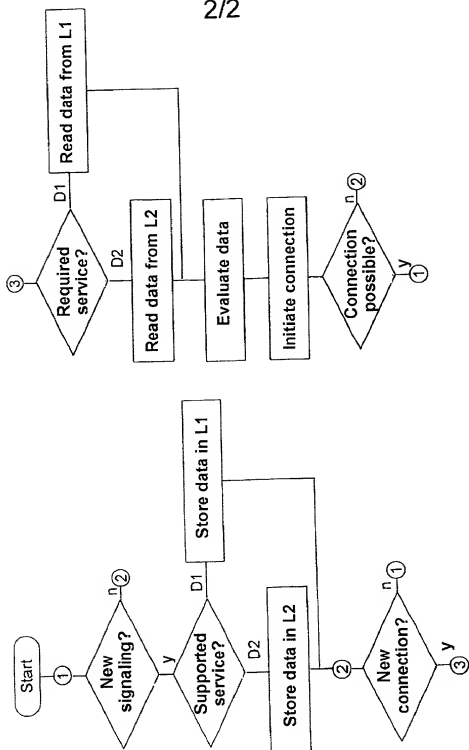 2/2
Start
1
New
signaling?
n
2
y
Supported
service?
D1
Store data in L1
D2
Store data in L2
2
New
connection?
n
1
y
3
3
Required
service?
D1
Read data from L1
D2
Read data from L2
Evaluate data
Initiate connection
Connection
possible?
n
2
y
1